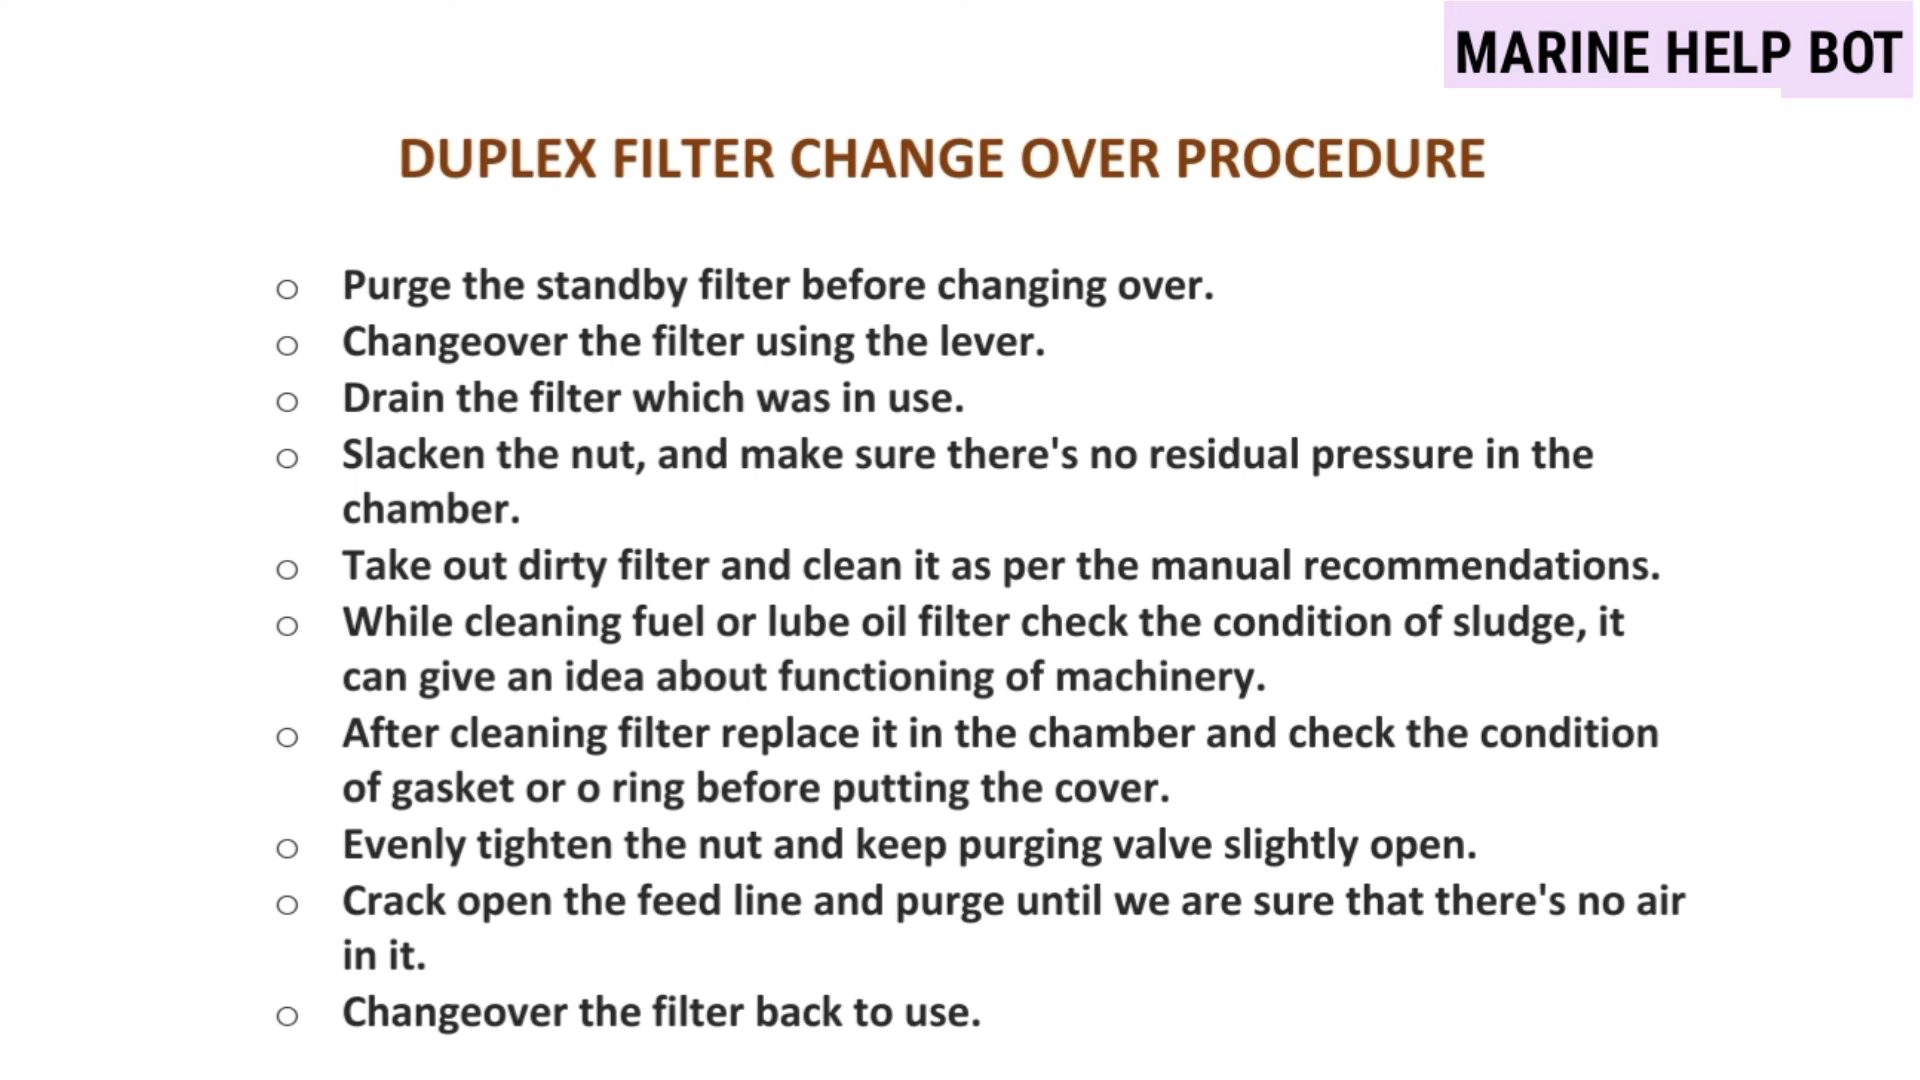 MARINE HELP BOT
DUPLEX FILTER CHANGE OVER PROCEDURE
○ Purge the standby filter before changing over.
○ Changeover the filter using the lever.
○ Drain the filter which was in use.
○ Slacken the nut, and make sure there's no residual pressure in the
chamber.
○ Take out dirty filter and clean it as per the manual recommendations.
○ While cleaning fuel or lube oil filter check the condition of sludge, it
can give an idea about functioning of machinery.
○ After cleaning filter replace it in the chamber and check the condition
of gasket or o ring before putting the cover.
○ Evenly tighten the nut and keep purging valve slightly open.
○ Crack open the feed line and purge until we are sure that there's no air
in it.
○ Changeover the filter back to use.